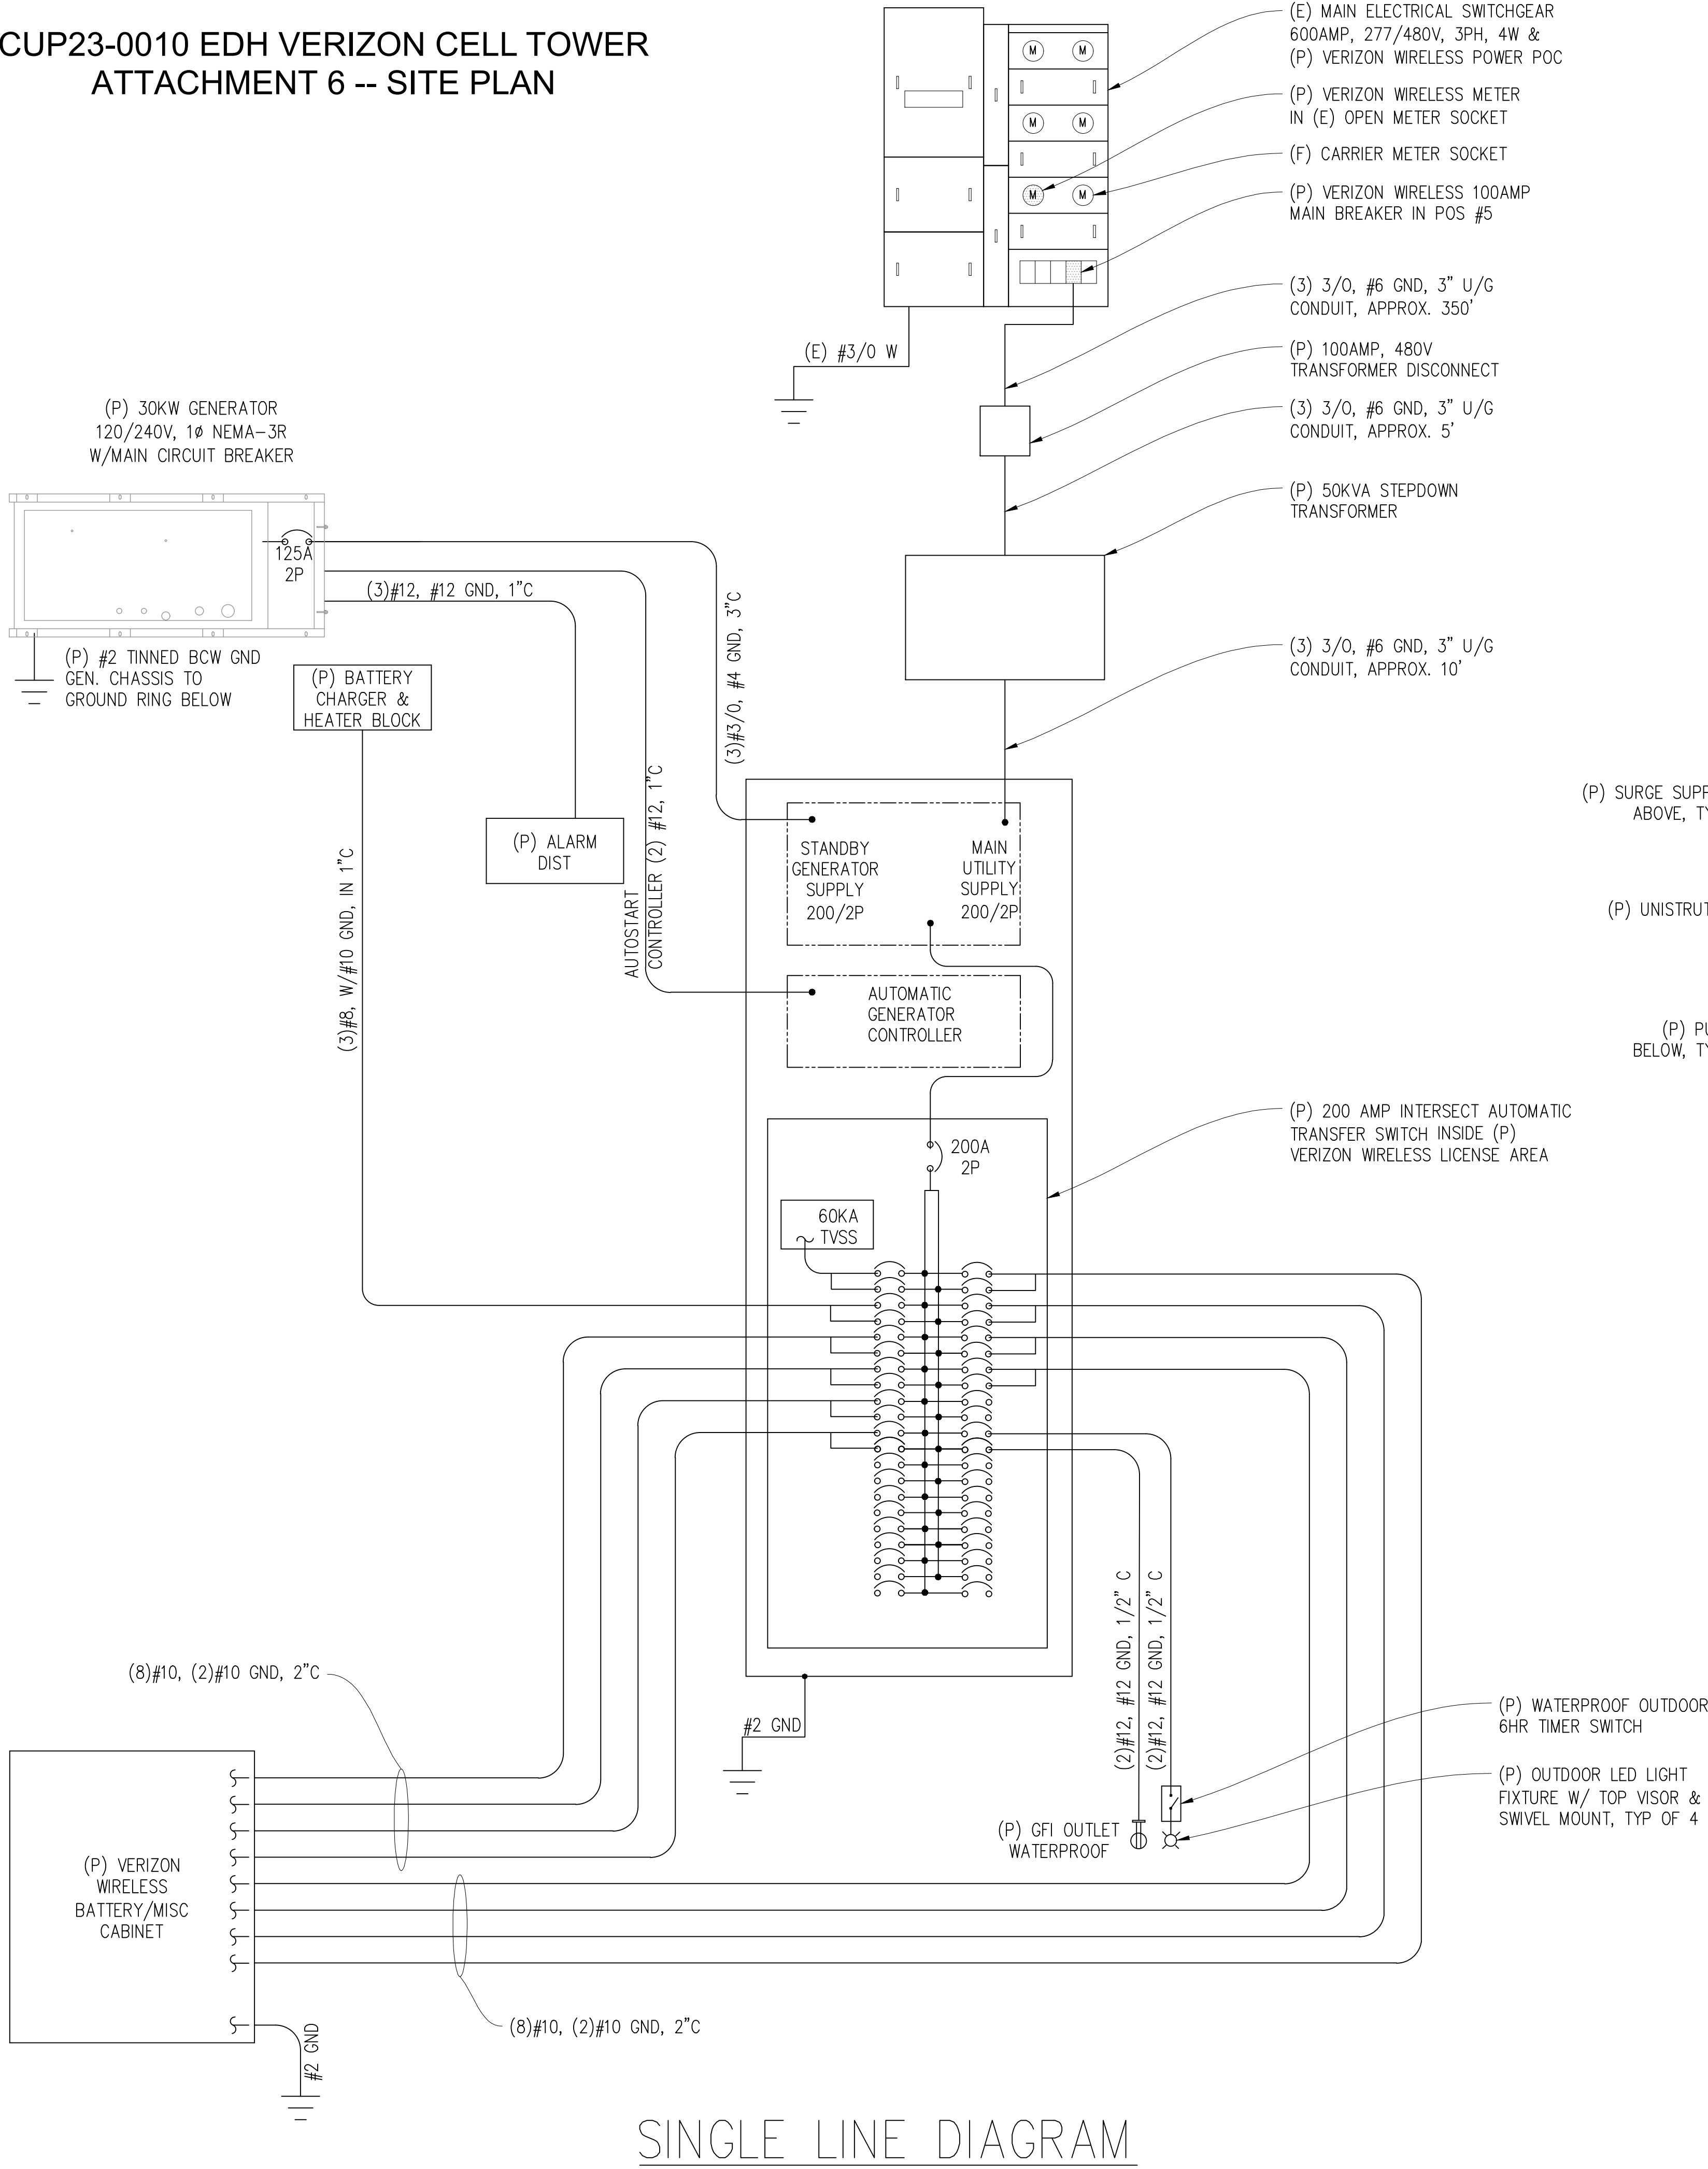 CUP23-0010 EDH VERIZON CELL TOWER
ATTACHMENT 6 -- SITE PLAN
(E) MAIN ELECTRICAL SWITCHGEAR
600AMP, 277/480V, 3PH, 4W &
(P) VERIZON WIRELESS POWER POC
(P) VERIZON WIRELESS METER
IN (E) OPEN METER SOCKET
(F) CARRIER METER SOCKET
(P) VERIZON WIRELESS 100AMP
MAIN BREAKER IN POS #5
M M
M M
M M
(3) 3/0, #6 GND, 3" U/G
CONDUIT, APPROX. 350'
(E) #3/0 W
(P) 100AMP, 480V
TRANSFORMER DISCONNECT
(3) 3/0, #6 GND, 3" U/G
CONDUIT, APPROX. 5'
(P) 50KVA STEPDOWN
TRANSFORMER
(3) 3/0, #6 GND, 3" U/G
CONDUIT, APPROX. 10'
(P) 30KW GENERATOR
120/240V, 1ø NEMA-3R
W/MAIN CIRCUIT BREAKER
125A
2P
(3)#12, #12 GND, 1"C
(P) #2 TINNED BCW GND
GEN. CHASSIS TO
GROUND RING BELOW
(P) BATTERY
CHARGER &
HEATER BLOCK
(3)#3/0, #4 GND, 3"C
(P) ALARM
DIST
AUTOSTART
CONTROLLER (2) #12, 1"C
(3)#8, W/#10 GND, IN 1"C
STANDBY
GENERATOR
SUPPLY
200/2P
MAIN
UTILITY
SUPPLY
200/2P
AUTOMATIC
GENERATOR
CONTROLLER
(P) SURGE SUPP
ABOVE, TY
(P) UNISTRUT
(P) PU
BELOW, TY
(P) 200 AMP INTERSECT AUTOMATIC
TRANSFER SWITCH INSIDE (P)
VERIZON WIRELESS LICENSE AREA
200A
2P
60KA
TVSS
(2)#12, #12 GND, 1/2" C
(2)#12, #12 GND, 1/2" C
(8)#10, (2)#10 GND, 2"C
#2 GND
(P) WATERPROOF OUTDOOR
6HR TIMER SWITCH
(P) OUTDOOR LED LIGHT
FIXTURE W/ TOP VISOR &
SWIVEL MOUNT, TYP OF 4
(P) GFI OUTLET
WATERPROOF
(P) VERIZON
WIRELESS
BATTERY/MISC
CABINET
(8)#10, (2)#10 GND, 2"C
#2 GND
SINGLE LINE DIAGRAM